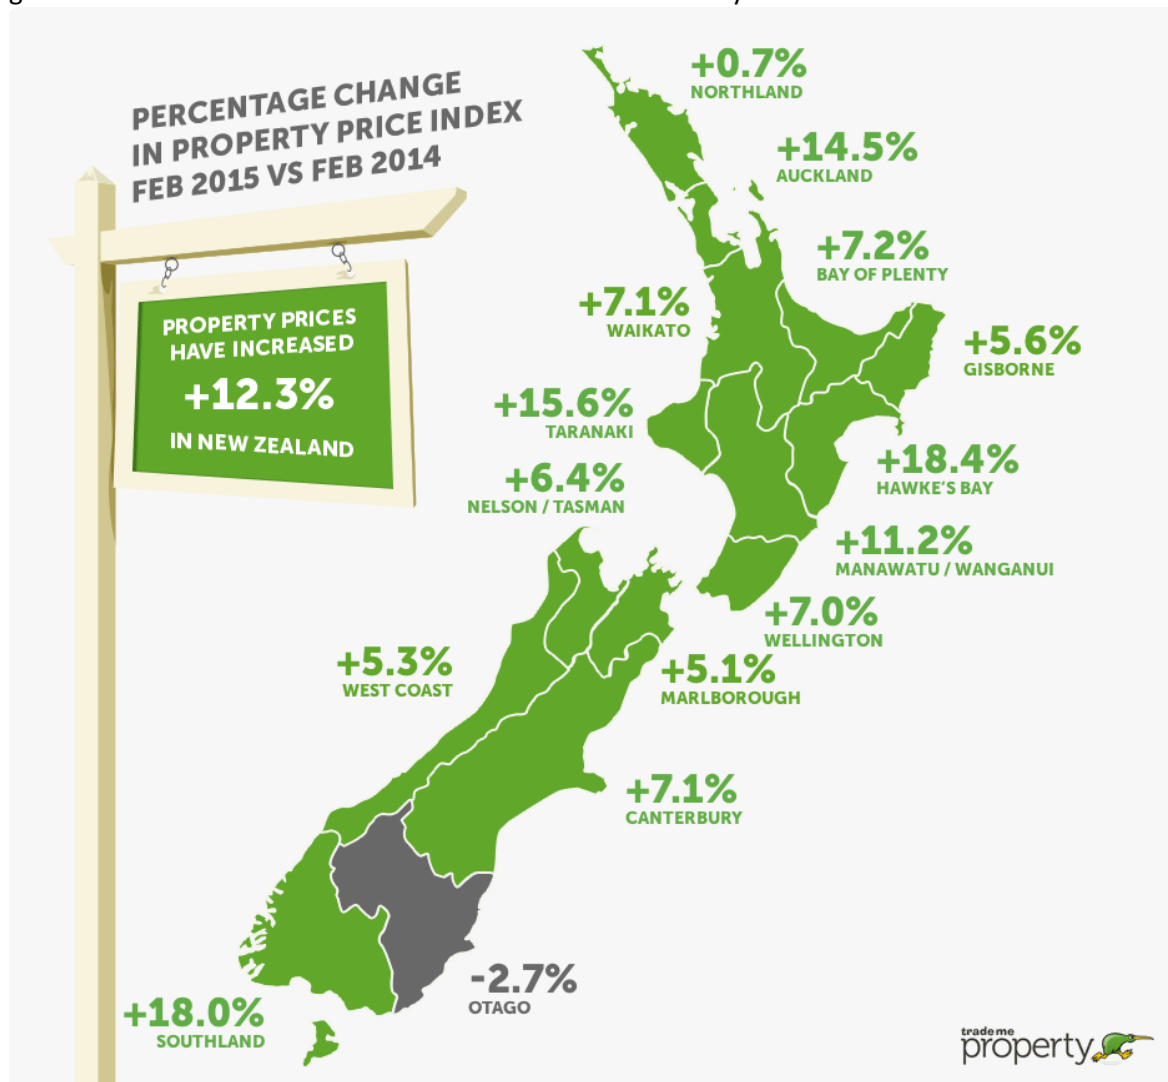 PERCENTAGE CHANGE
IN PROPERTY PRICE INDEX
FEB 2015 VS FEB 2014
PROPERTY PRICES
HAVE INCREASED
+12.3%
IN NEW ZEALAND
+0.7%
NORTHLAND
+14.5%
AUCKLAND
+7.2%
BAY OF PLENTY
+7.1%
WAIKATO
+5.6%
GISBORNE
+15.6%
TARANAKI
+18.4%
HAWKE'S BAY
+6.4%
NELSON / TASMAN
+11.2%
MANAWATU / WANGANUI
+7.0%
WELLINGTON
+5.3%
WEST COAST
+5.1%
MARLBOROUGH
+7.1%
CANTERBURY
-2.7%
OTAGO
+18.0%
SOUTHLAND
trade me
property